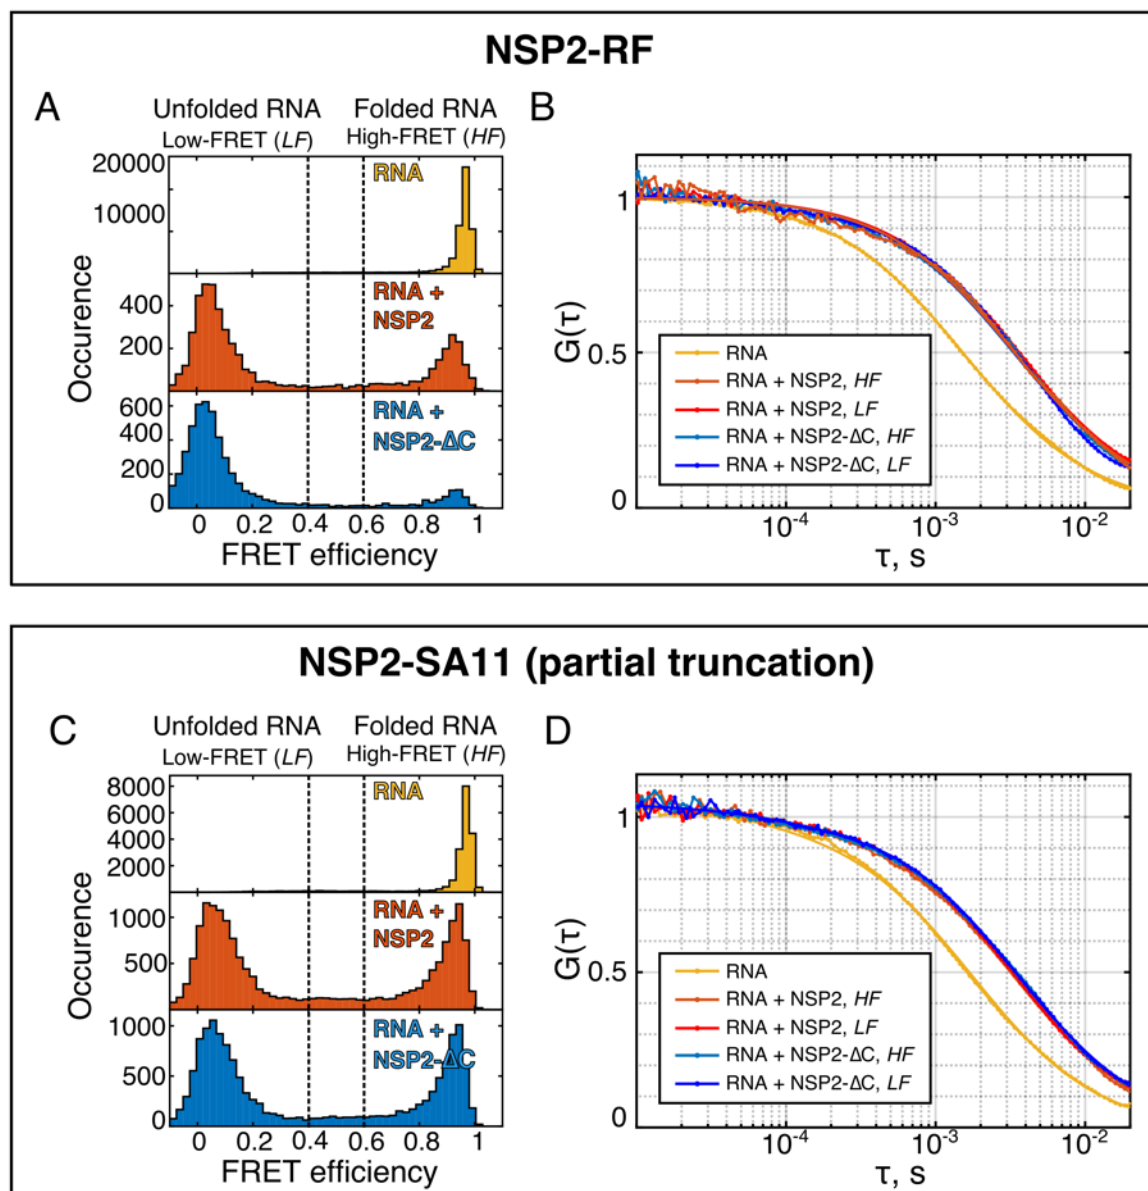 NSP2-RF
A
Unfolded RNA
Low-FRET (LF)
Folded RNA
High-FRET (HF)
20000
10000
RNA
400
200
RNA +
NSP2
600
400
200
0
RNA +
NSP2-ΔC
Occurence
0 0.2 0.4 0.6 0.8 1
FRET efficiency
B
1
0.5
0
G(τ)
RNA
RNA + NSP2, HF
RNA + NSP2, LF
RNA + NSP2-ΔC, HF
RNA + NSP2-ΔC, LF
10⁻⁴ 10⁻³ 10⁻²
τ, s
NSP2-SA11 (partial truncation)
C
Unfolded RNA
Low-FRET (LF)
Folded RNA
High-FRET (HF)
8000
6000
4000
2000
RNA
1000
500
RNA +
NSP2
1000
500
0
RNA +
NSP2-ΔC
Occurence
0 0.2 0.4 0.6 0.8 1
FRET efficiency
D
1
0.5
0
G(τ)
RNA
RNA + NSP2, HF
RNA + NSP2, LF
RNA + NSP2-ΔC, HF
RNA + NSP2-ΔC, LF
10⁻⁴ 10⁻³ 10⁻²
τ, s